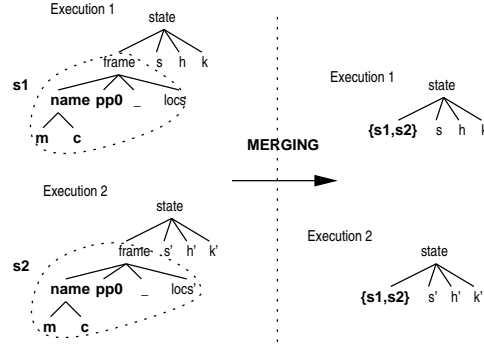 Execution 1
state
frame s h k
s1
name pp0 _ locs
m c
Execution 2
state
frame s' h' k'
s2
name pp0 _ locs'
m c
MERGING
Execution 1
state
{s1,s2} s h k
Execution 2
state
{s1,s2} s' h' k'